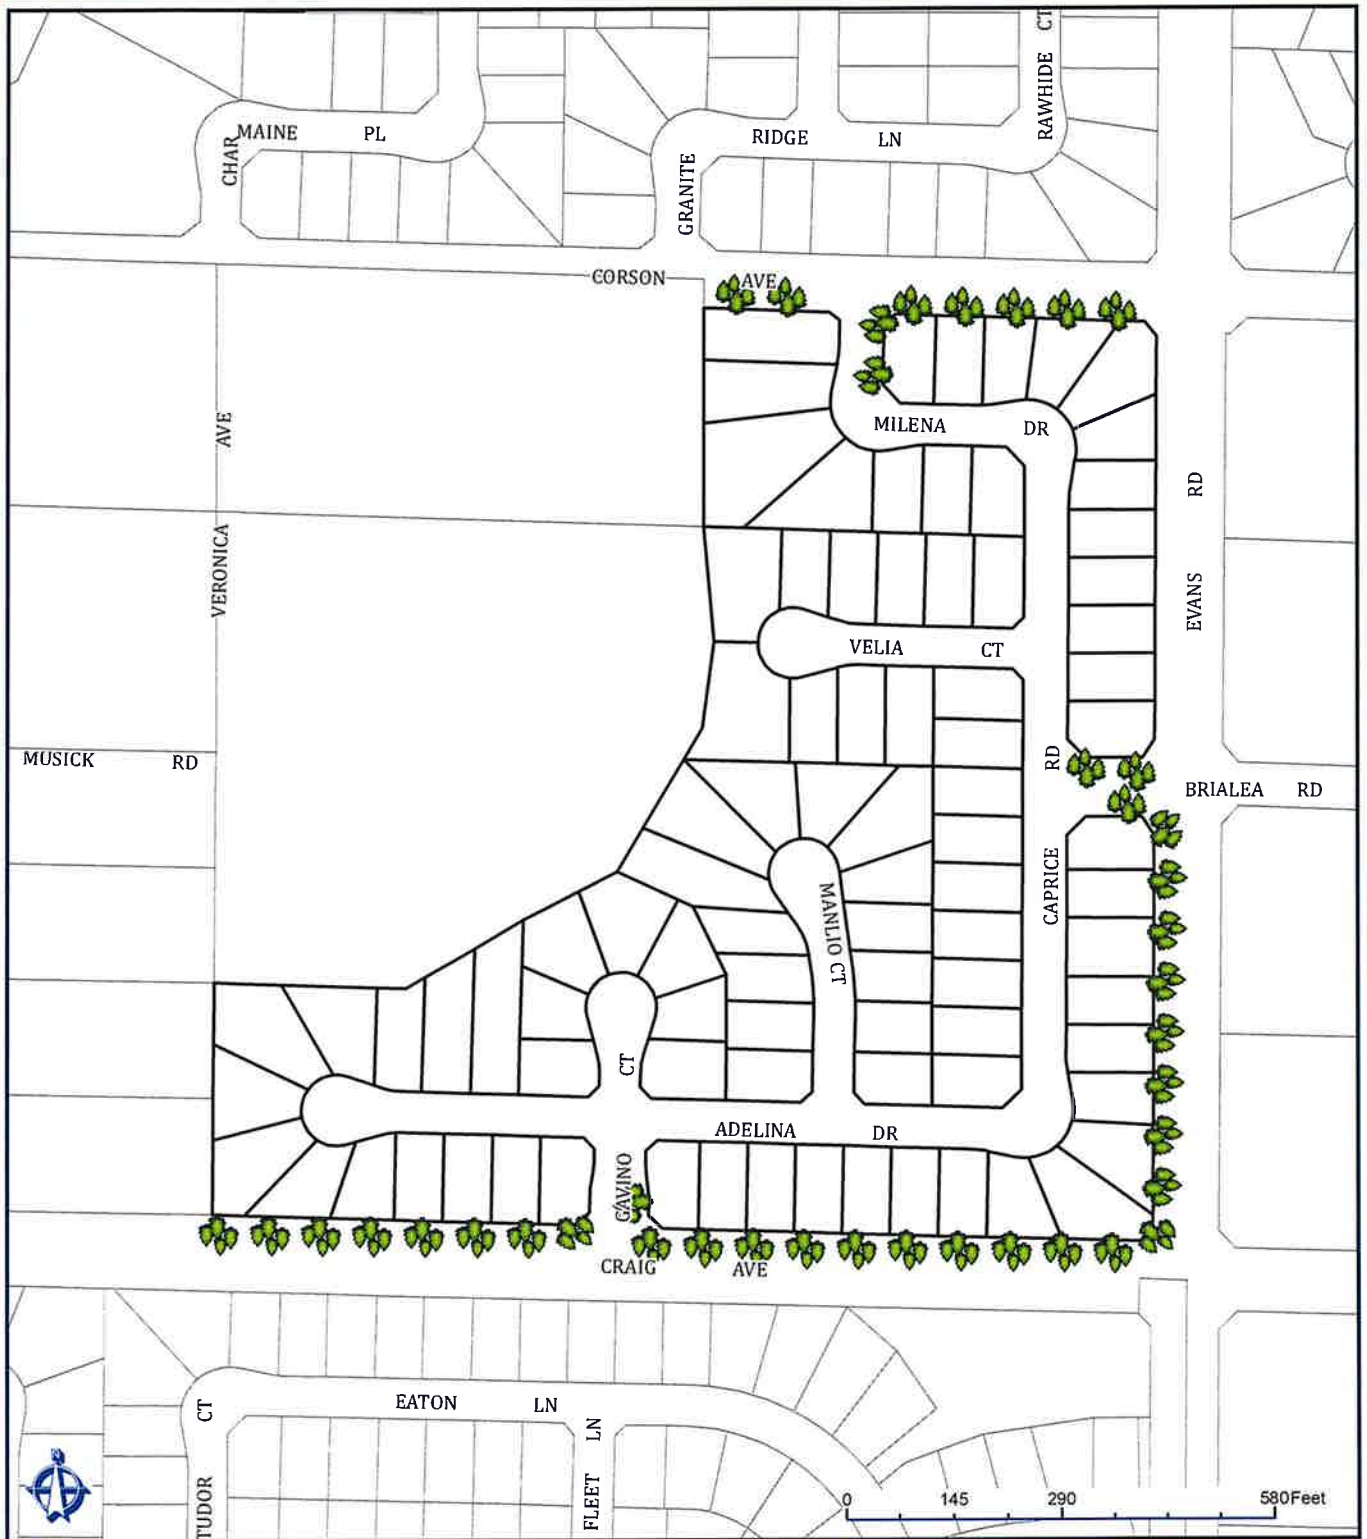 RAWHIDE CT
CHAR MAINE PL
GRANITE RIDGE LN
CORSON AVE
MILENA DR
VERONICA AVE
EVANS RD
VELIA CT
MUSICK RD
CAPRICE RD
BRIALEA RD
MANLIO CT
GAVINO CT
ADELINA DR
CRAIG AVE
EATON LN
TUDOR CT
FLEET LN
0 145 290 580Feet